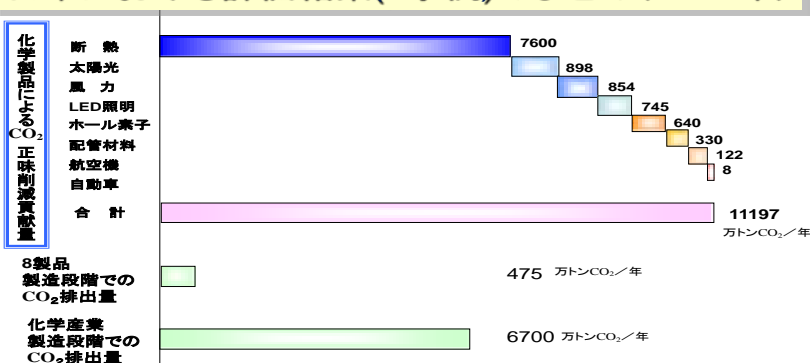 化学製品によるCO₂正味削減貢献量
断 熱 7600
太陽光 898
風 力 854
LED照明 745
ホール素子 640
配管材料 330
航空機 122
自動車 8
合 計 11197
万トンCO₂／年
8製品
製造段階での
CO₂排出量
475 万トンCO₂／年
化学産業
製造段階での
CO₂排出量
6700 万トンCO₂／年